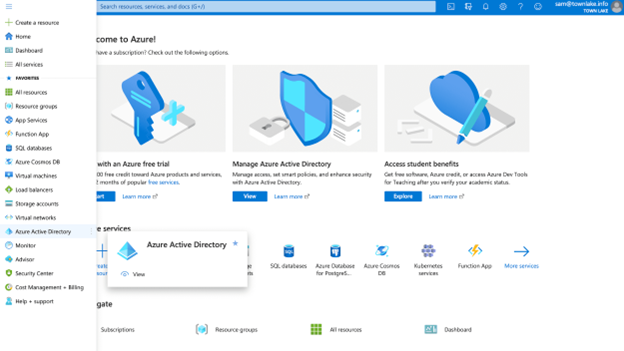 Search resources, services, and docs (G+/)
sam@townlake.info
TOWN LAKE
Create a resource
Home
Dashboard
All services
FAVORITES
All resources
Resource groups
App Services
Function App
SQL databases
Azure Cosmos DB
Virtual machines
Load balancers
Storage accounts
Virtual networks
Azure Active Directory
Monitor
Advisor
Security Center
Cost Management + Billing
Help + support
come to Azure!
have a subscription? Check out the following options.
with an Azure free trial
00 free credit toward Azure products and services,
2 months of popular free services.
art
Learn more
Manage Azure Active Directory
Manage access, set smart policies, and enhance security
with Azure Active Directory.
View
Learn more
Access student benefits
Get free software, Azure credit, or access Azure Dev Tools
for Teaching after you verify your academic status.
Explore
Learn more
e services
Azure Active Directory
View
SQL databases
Azure Database
for PostgreS...
Azure Cosmos
DB
Kubernetes
services
Function App
More services
gate
Subscriptions
Resource groups
All resources
Dashboard